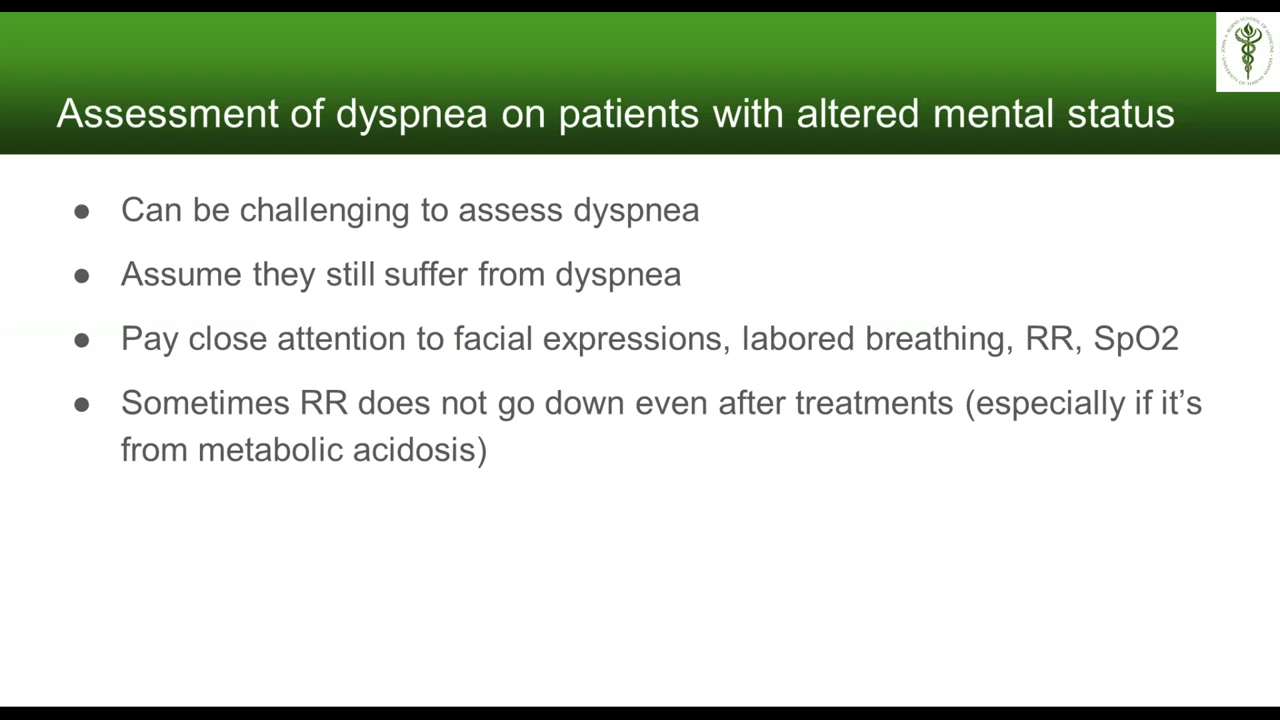 Assessment of dyspnea on patients with altered mental status
● Can be challenging to assess dyspnea
● Assume they still suffer from dyspnea
● Pay close attention to facial expressions, labored breathing, RR, SpO2
● Sometimes RR does not go down even after treatments (especially if it’s
from metabolic acidosis)